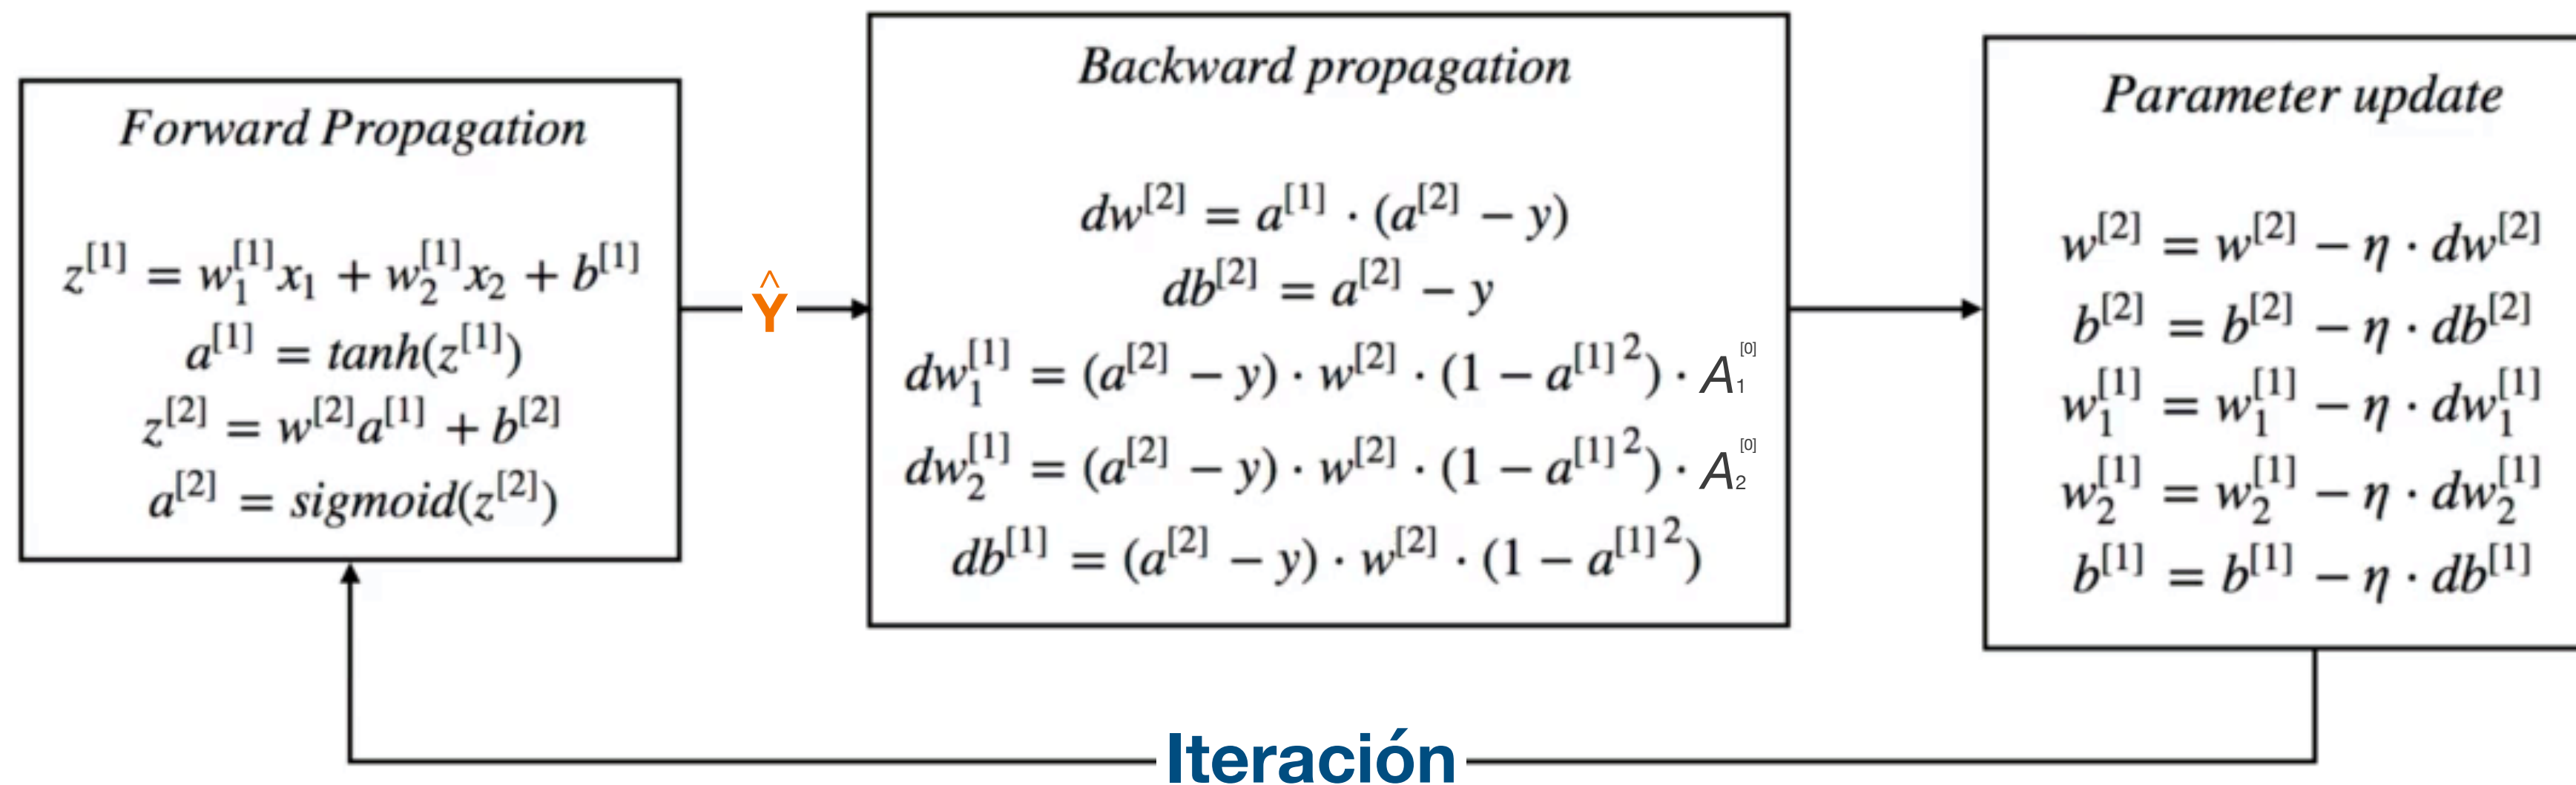 Forward Propagation
z^{[1]} = w_1^{[1]}x_1 + w_2^{[1]}x_2 + b^{[1]}
a^{[1]} = tanh(z^{[1]})
z^{[2]} = w^{[2]}a^{[1]} + b^{[2]}
a^{[2]} = sigmoid(z^{[2]})
Ŷ
Backward propagation
dw^{[2]} = a^{[1]} · (a^{[2]} − y)
db^{[2]} = a^{[2]} − y
dw_1^{[1]} = (a^{[2]} − y) · w^{[2]} · (1 − a^{[1]2}) · A_1^{[0]}
dw_2^{[1]} = (a^{[2]} − y) · w^{[2]} · (1 − a^{[1]2}) · A_2^{[0]}
db^{[1]} = (a^{[2]} − y) · w^{[2]} · (1 − a^{[1]2})
Parameter update
w^{[2]} = w^{[2]} − η · dw^{[2]}
b^{[2]} = b^{[2]} − η · db^{[2]}
w_1^{[1]} = w_1^{[1]} − η · dw_1^{[1]}
w_2^{[1]} = w_2^{[1]} − η · dw_2^{[1]}
b^{[1]} = b^{[1]} − η · db^{[1]}
Iteración